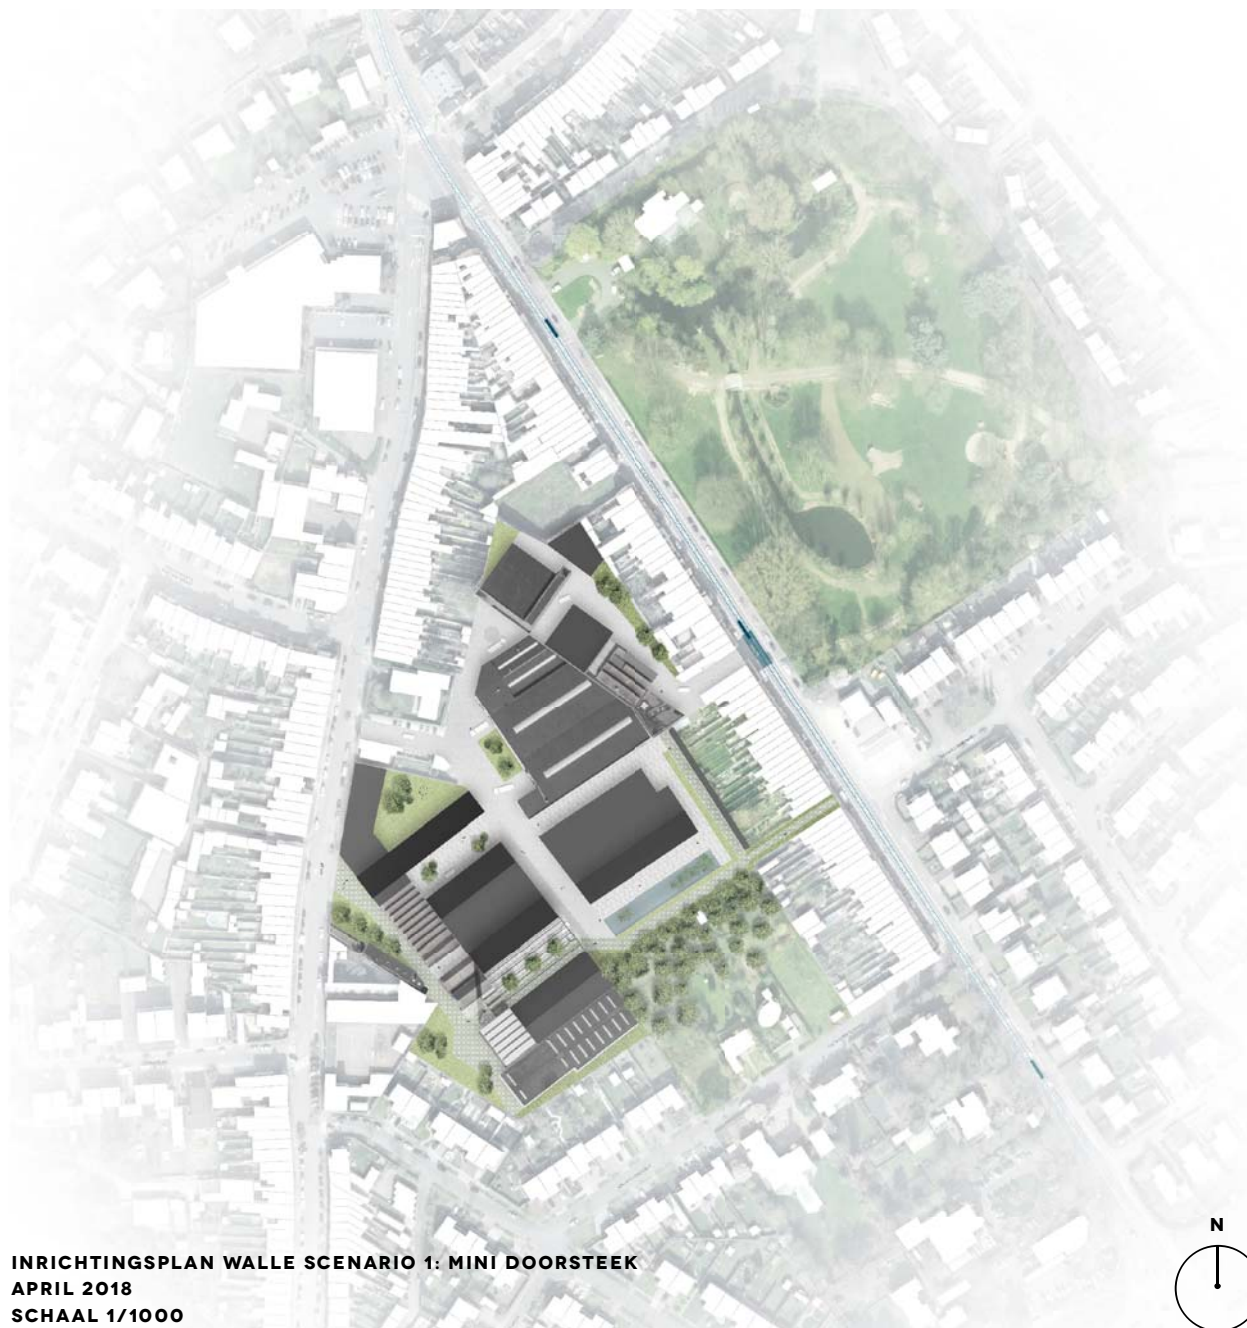 N
INRICHTINGSPLAN WALLE SCENARIO 1: MINI DOORSTEEK
APRIL 2018
SCHAAL 1/1000